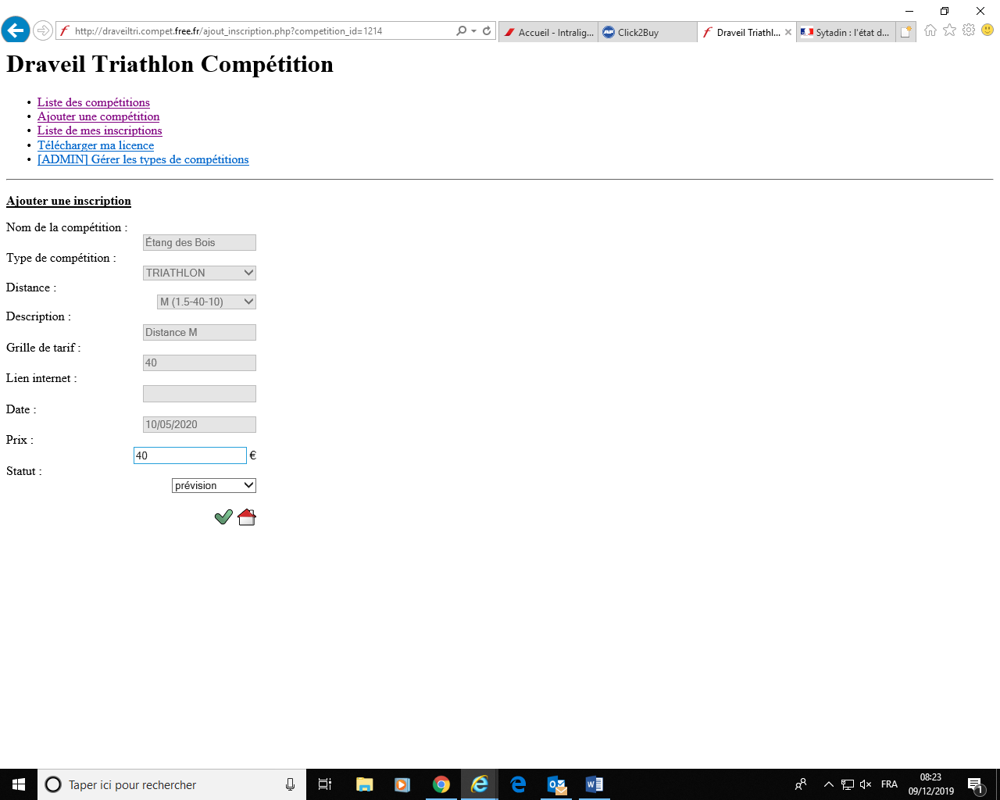 http://draveiltri.compet.free.fr/ajout_inscription.php?competition_id=1214
Accueil - Intralig...
Click2Buy
Draveil Triathl...
Sytadin : l'état d...
Draveil Triathlon Compétition
• Liste des compétitions
• Ajouter une compétition
• Liste de mes inscriptions
• Télécharger ma licence
• [ADMIN] Gérer les types de compétitions
Ajouter une inscription
Nom de la compétition :
Étang des Bois
Type de compétition :
TRIATHLON
Distance :
M (1.5-40-10)
Description :
Distance M
Grille de tarif :
40
Lien internet :
Date :
10/05/2020
Prix :
40 €
Statut :
prévision
Taper ici pour rechercher
FRA
08:23
09/12/2019
1